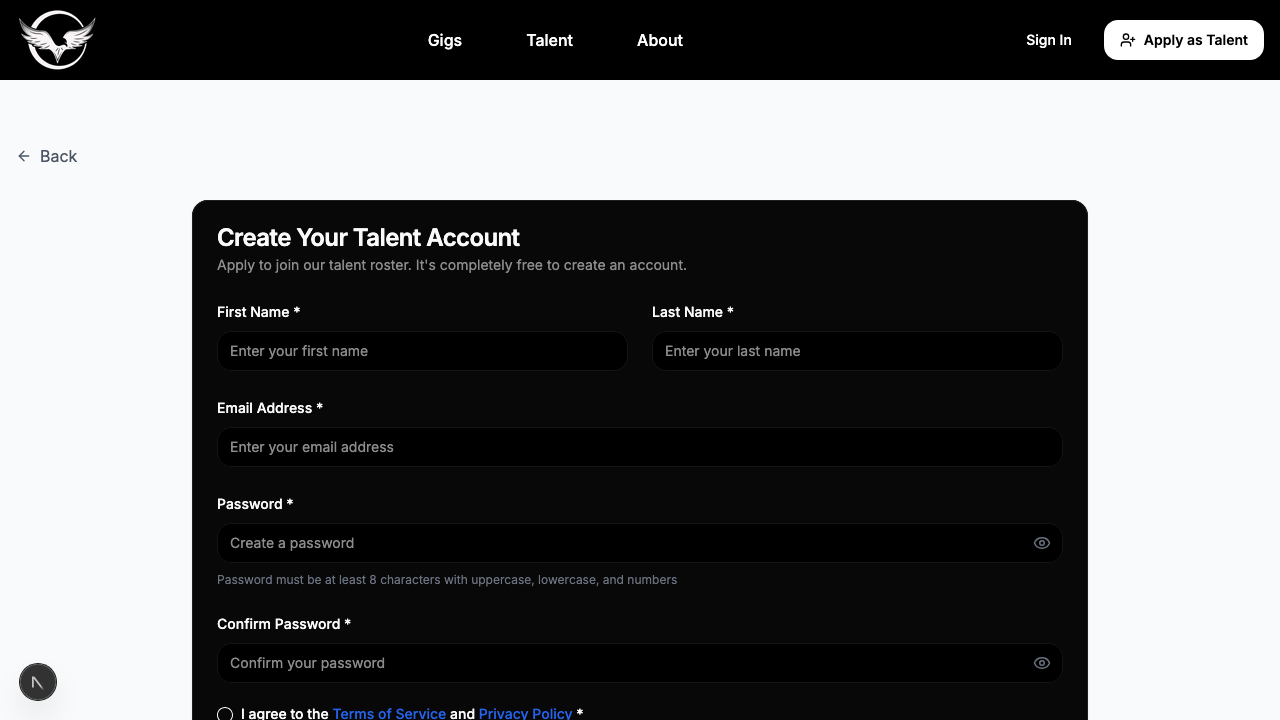 Gigs
Talent
About
Sign In
Apply as Talent
Back
Create Your Talent Account
Apply to join our talent roster. It's completely free to create an account.
First Name *
Last Name *
Enter your first name
Enter your last name
Email Address *
Enter your email address
Password *
Create a password
Password must be at least 8 characters with uppercase, lowercase, and numbers
Confirm Password *
Confirm your password
I agree to the Terms of Service and Privacy Policy *